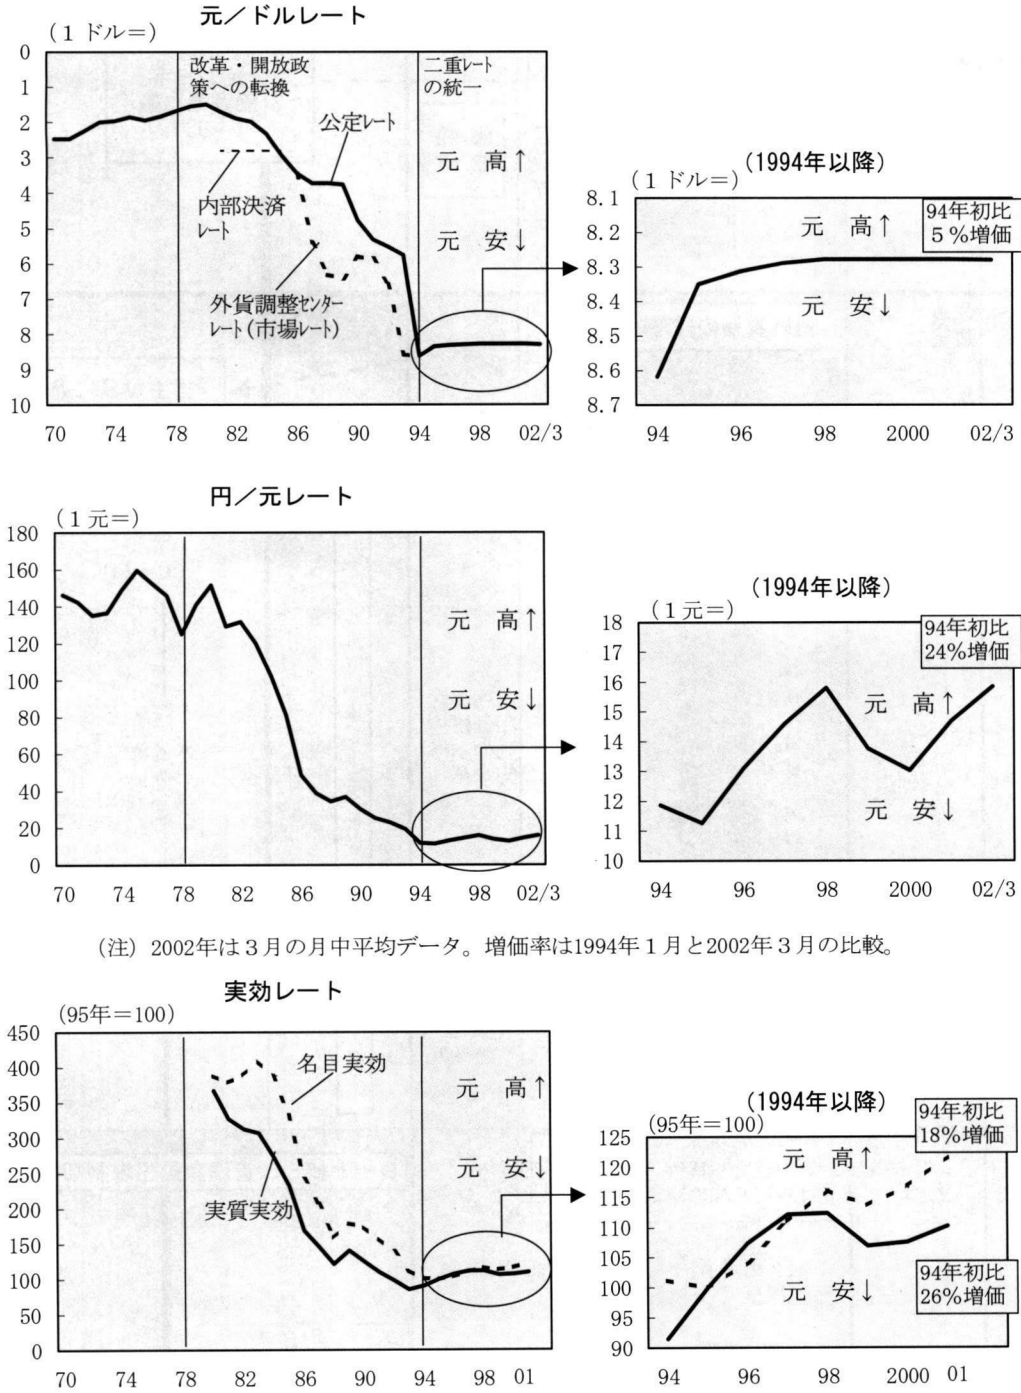 元／ドルレート
(１ドル＝)
0
1
2
3
4
5
6
7
8
9
10
改革・開放政
策への転換
二重ﾚｰﾄ
の統一
公定ﾚｰﾄ
内部決済
ﾚｰﾄ
外貨調整ｾﾝﾀｰ
ﾚｰﾄ(市場ﾚｰﾄ)
元　高↑
元　安↓
70 74 78 82 86 90 94 98 02/3
(1994年以降)
(１ドル＝)
8.1
8.2
8.3
8.4
8.5
8.6
8.7
元　高↑
元　安↓
94年初比
５%増価
94 96 98 2000 02/3
円／元レート
(１元＝)
180
160
140
120
100
80
60
40
20
0
元　高↑
元　安↓
70 74 78 82 86 90 94 98 02/3
(1994年以降)
(１元＝)
18
17
16
15
14
13
12
11
10
94年初比
24%増価
元　高↑
元　安↓
94 96 98 2000 02/3
(注) 2002年は３月の月中平均データ。増価率は1994年１月と2002年３月の比較。
実効レート
(95年＝100)
450
400
350
300
250
200
150
100
50
0
名目実効
実質実効
元　高↑
元　安↓
70 74 78 82 86 90 94 98 01
(1994年以降)
(95年＝100)
125
120
115
110
105
100
95
90
94年初比
18%増価
元　高↑
元　安↓
94年初比
26%増価
94 96 98 2000 01